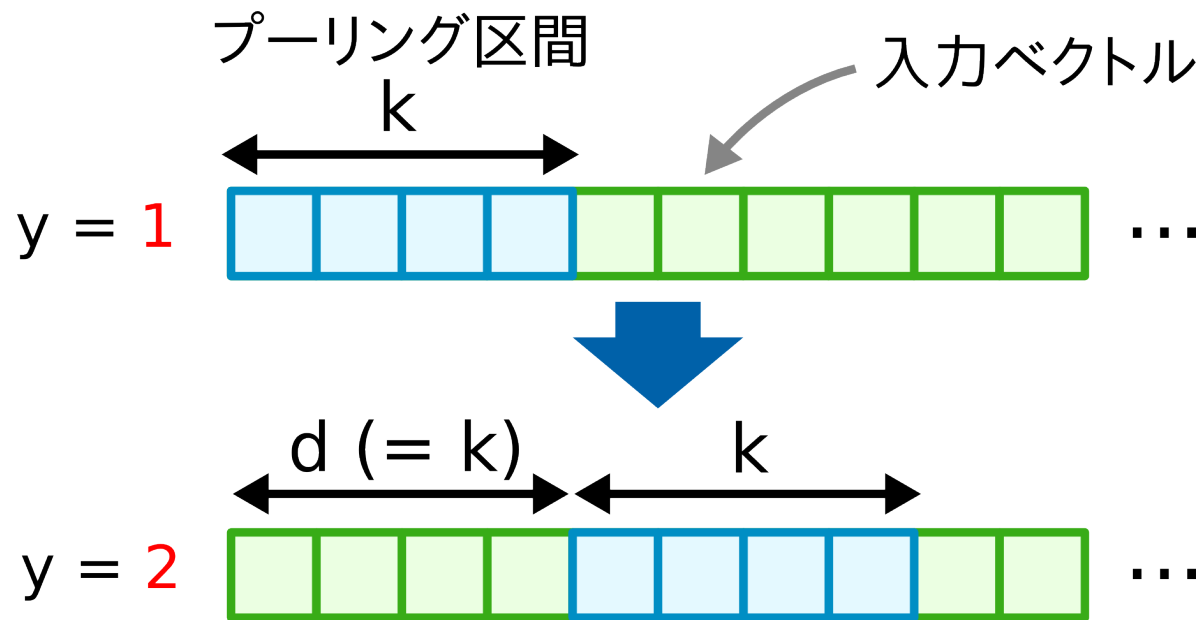 プーリング区間
入力ベクトル
k
y = 1
…
d (= k)
k
y = 2
…